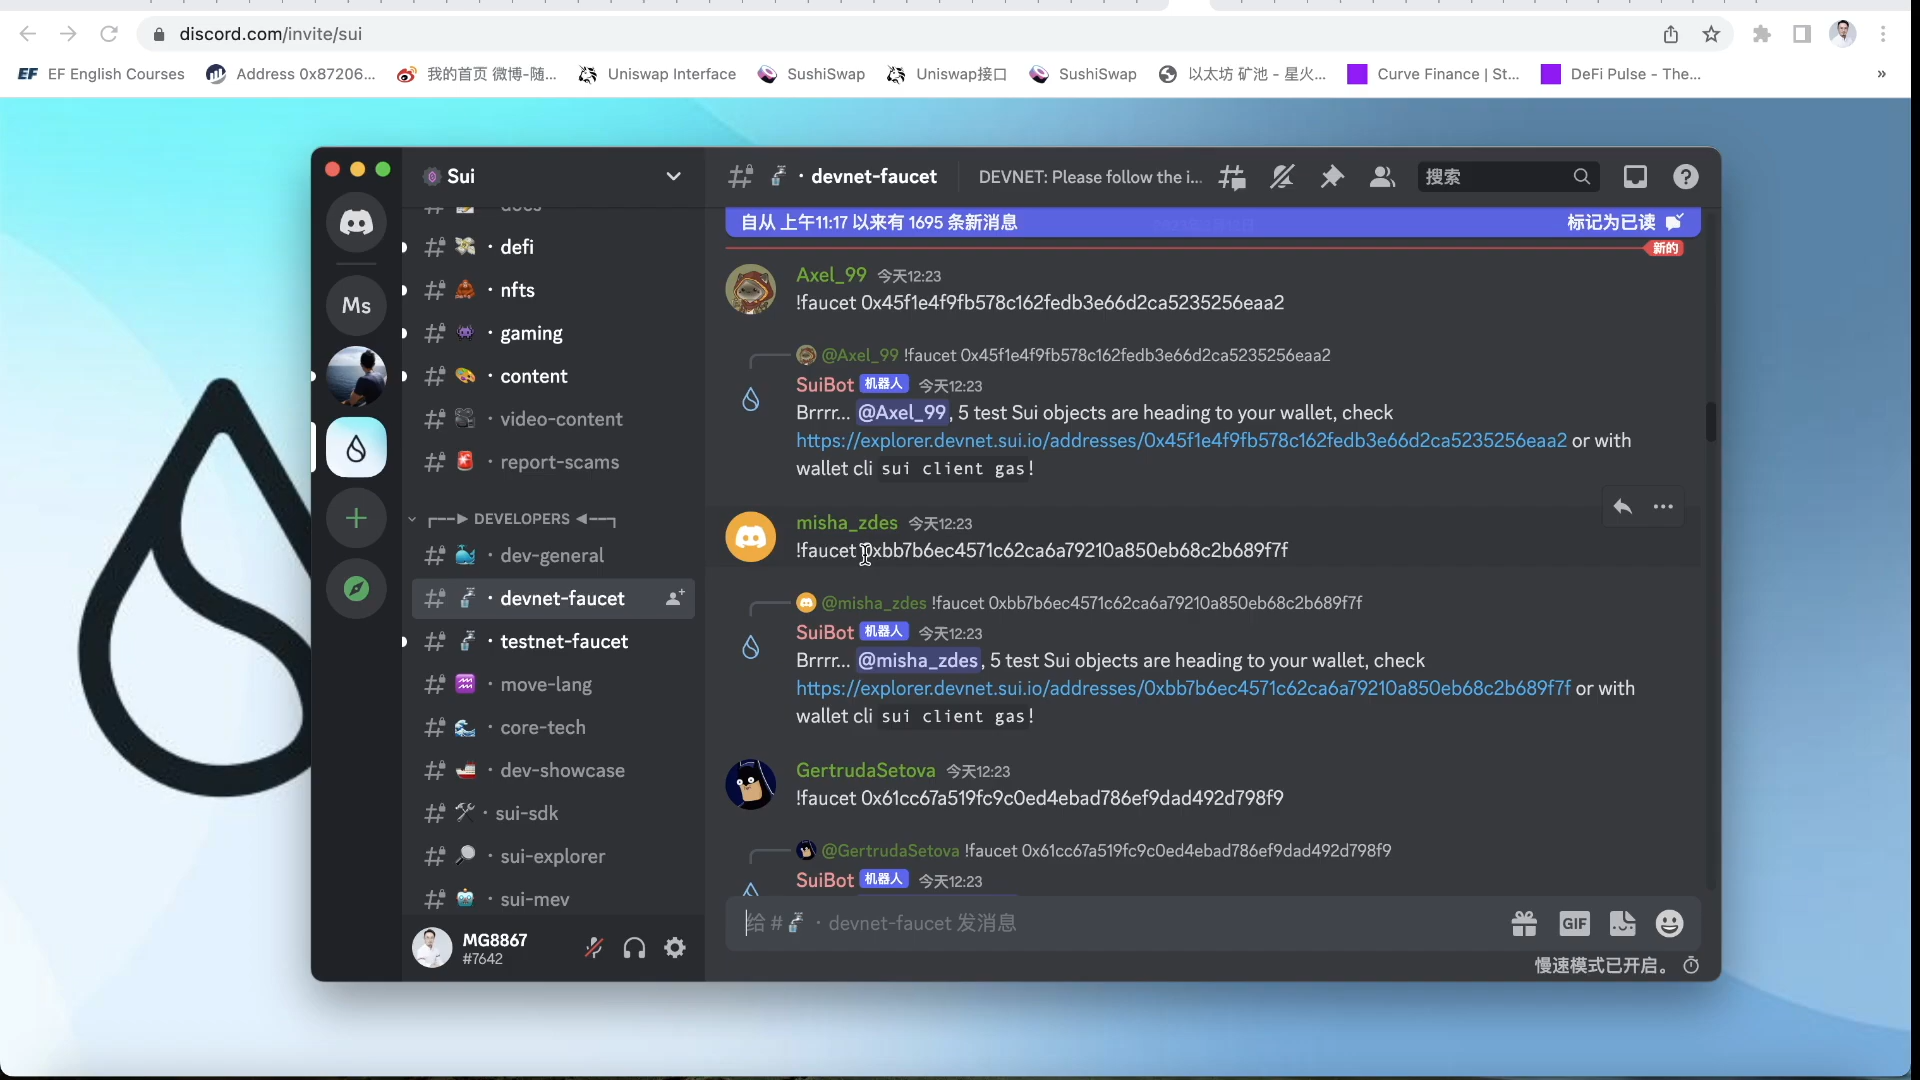 discord.com/invite/sui
EF EF English Courses Address 0x87206... 我的首页 微博-随... Uniswap Interface SushiSwap Uniswap接口 SushiSwap 以太坊 矿池 - 星火... Curve Finance | St... DeFi Pulse - The... »
Sui
docs
defi
nfts
gaming
content
video-content
report-scams
DEVELOPERS
dev-general
devnet-faucet
testnet-faucet
move-lang
core-tech
dev-showcase
sui-sdk
sui-explorer
sui-mev
MG8867
#7642
Ms
devnet-faucet DEVNET: Please follow the i... 搜索
自从 上午11:17 以来有 1695 条新消息 标记为已读
新的
Axel_99 今天12:23
!faucet 0x45f1e4f9fb578c162fedb3e66d2ca5235256eaa2
@Axel_99 !faucet 0x45f1e4f9fb578c162fedb3e66d2ca5235256eaa2
SuiBot 机器人 今天12:23
Brrrr... @Axel_99, 5 test Sui objects are heading to your wallet, check
https://explorer.devnet.sui.io/addresses/0x45f1e4f9fb578c162fedb3e66d2ca5235256eaa2 or with
wallet cli sui client gas!
misha_zdes 今天12:23
!faucet 0xbb7b6ec4571c62ca6a79210a850eb68c2b689f7f
@misha_zdes !faucet 0xbb7b6ec4571c62ca6a79210a850eb68c2b689f7f
SuiBot 机器人 今天12:23
Brrrr... @misha_zdes, 5 test Sui objects are heading to your wallet, check
https://explorer.devnet.sui.io/addresses/0xbb7b6ec4571c62ca6a79210a850eb68c2b689f7f or with
wallet cli sui client gas!
GertrudaSetova 今天12:23
!faucet 0x61cc67a519fc9c0ed4ebad786ef9dad492d798f9
@GertrudaSetova !faucet 0x61cc67a519fc9c0ed4ebad786ef9dad492d798f9
SuiBot 机器人 今天12:23
给 # · devnet-faucet 发消息
GIF
慢速模式已开启。